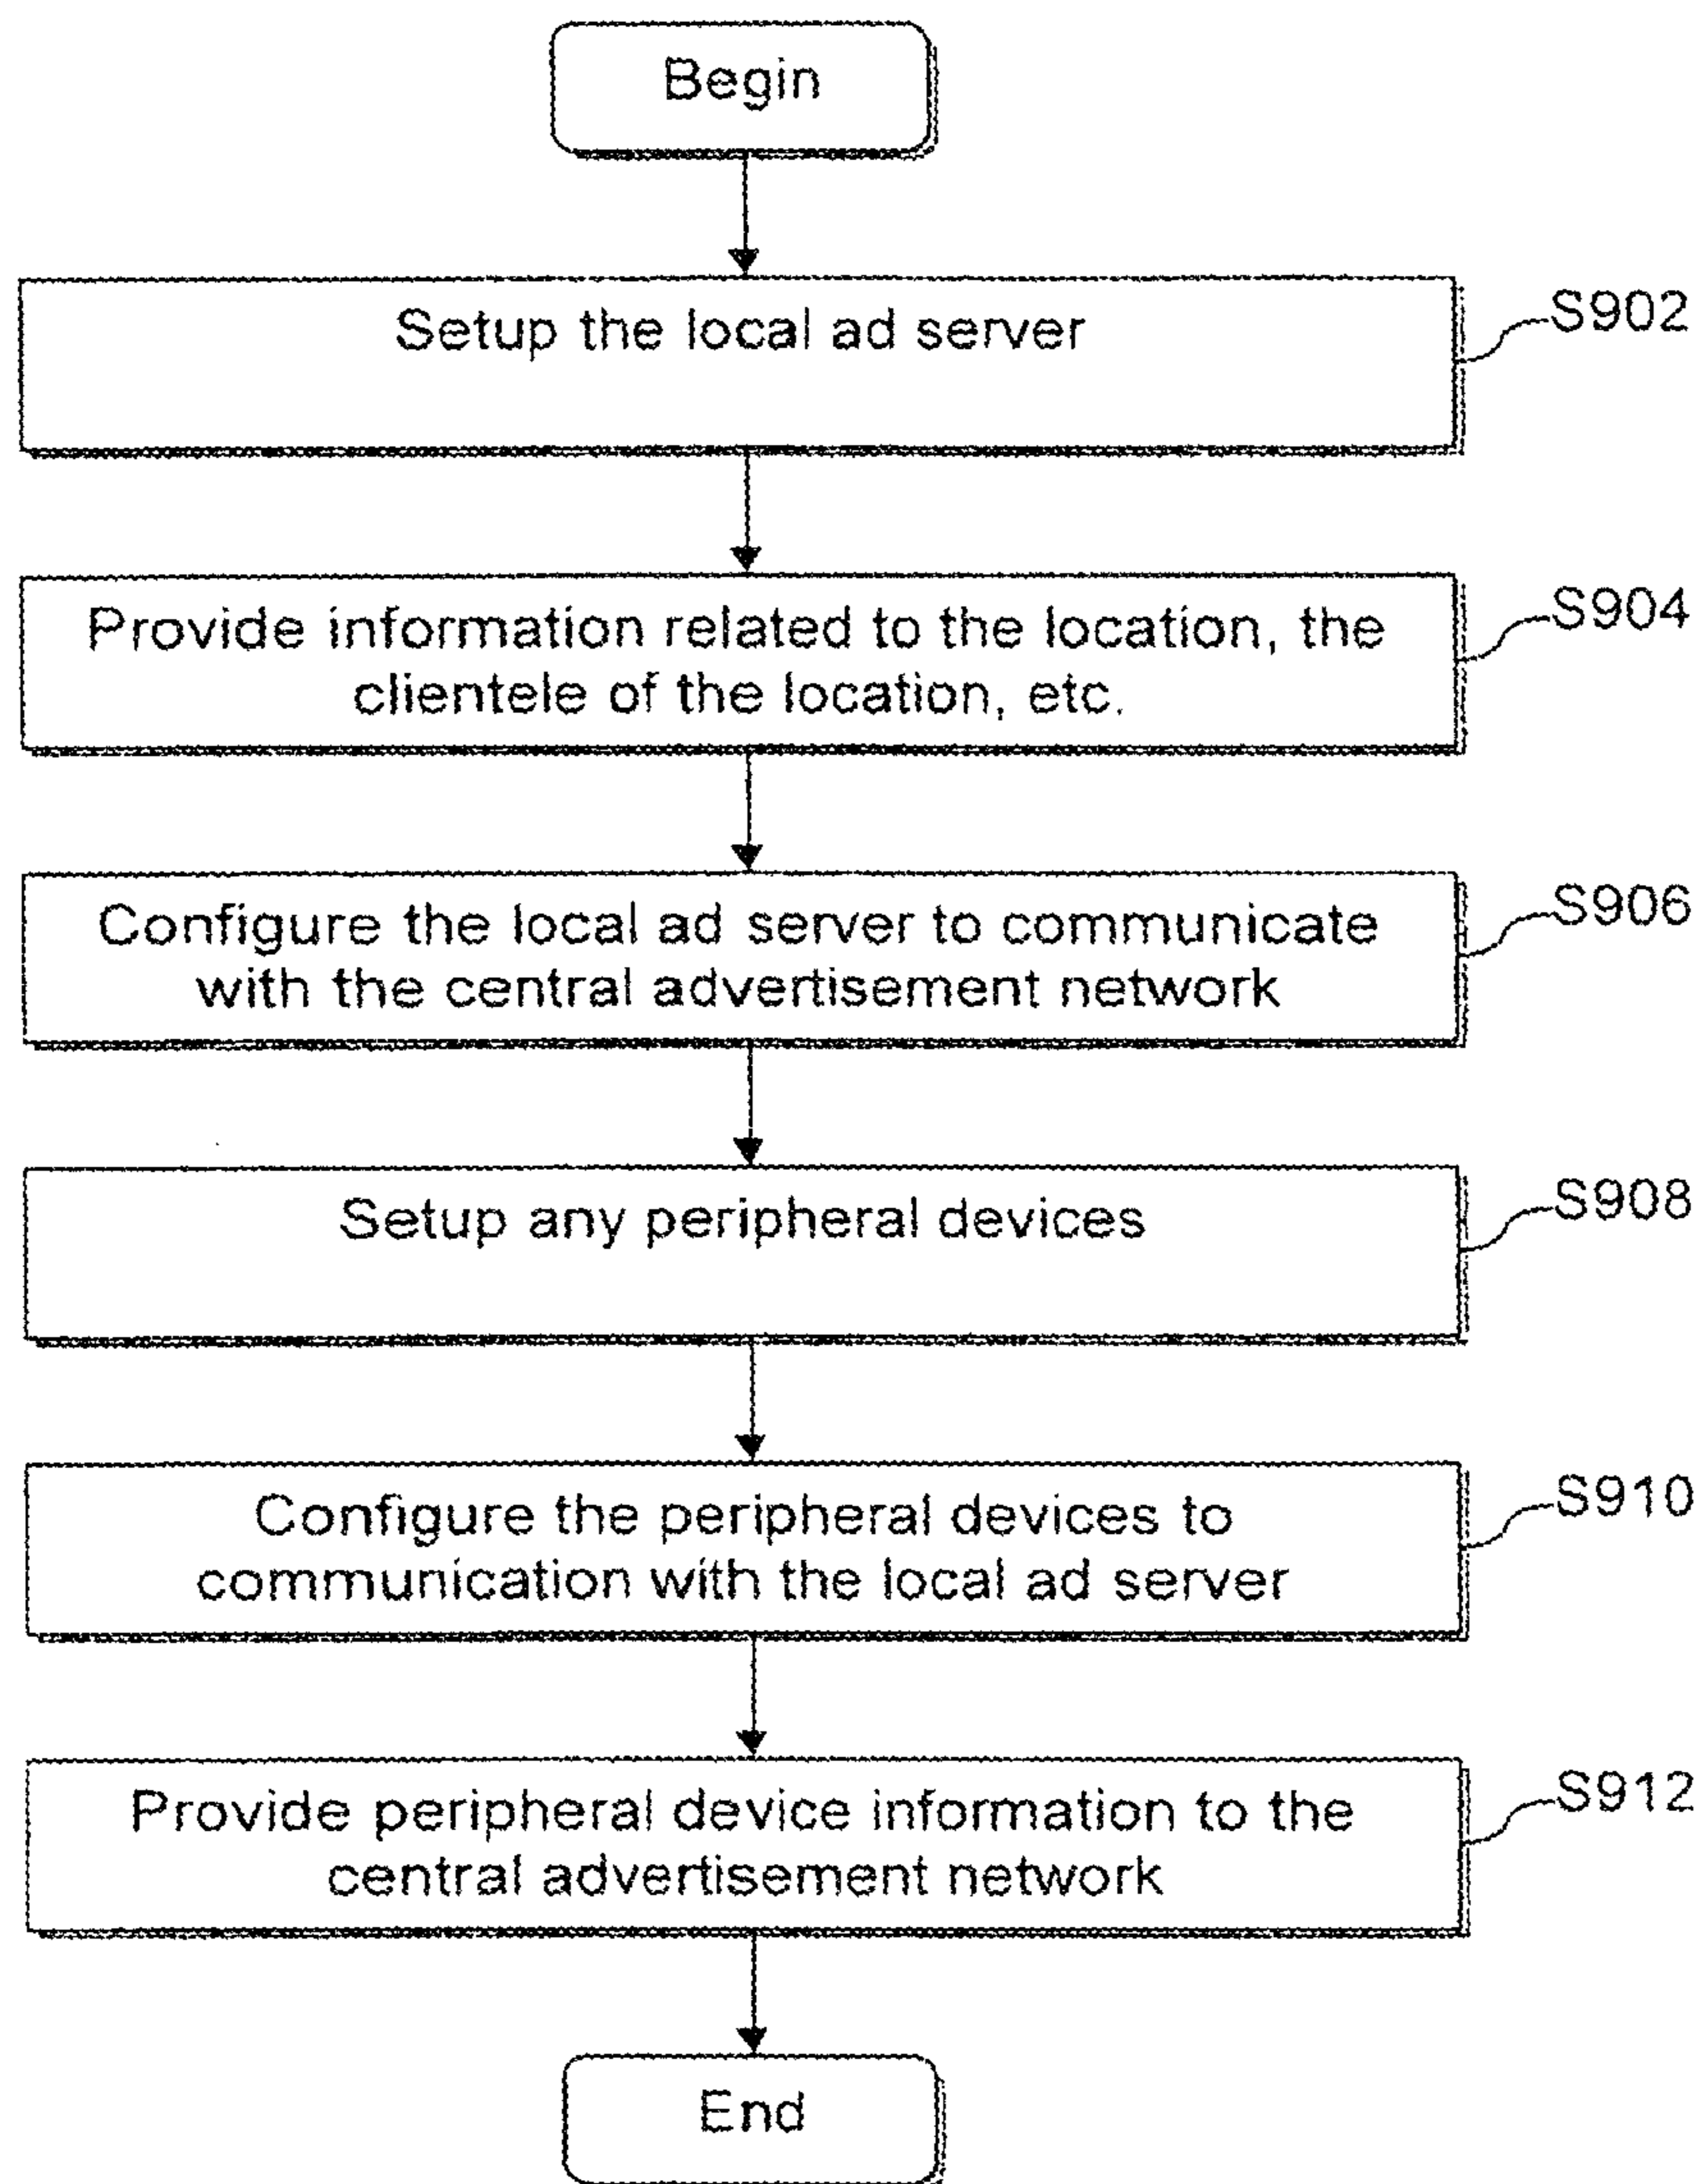 Begin
Setup the local ad server
S902
Provide information related to the location, the
clientele of the location, etc.
S904
Configure the local ad server to communicate
with the central advertisement network
S906
Setup any peripheral devices
S908
Configure the peripheral devices to
communication with the local ad server
S910
Provide peripheral device information to the
central advertisement network
S912
End